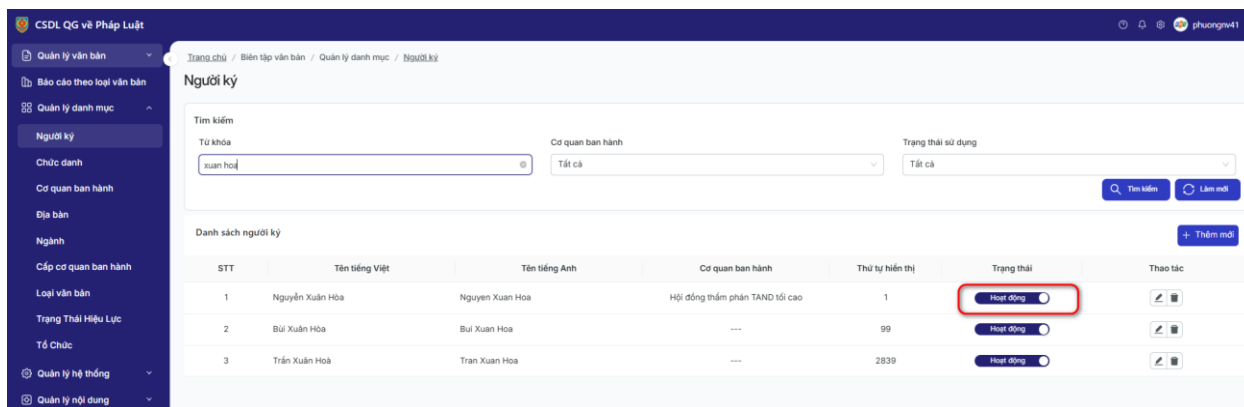 CSDL QG về Pháp Luật
phuongnv41
Quản lý văn bản
Báo cáo theo loại văn bản
Quản lý danh mục
Người ký
Chức danh
Cơ quan ban hành
Địa bàn
Ngành
Cấp cơ quan ban hành
Loại văn bản
Trạng Thái Hiệu Lực
Tổ Chức
Quản lý hệ thống
Quản lý nội dung
Trang chủ / Biên tập văn bản / Quản lý danh mục / Người ký
Người ký
Tìm kiếm
Từ khóa Cơ quan ban hành Trạng thái sử dụng
xuan hoa Tất cả Tất cả
Tìm kiếm Làm mới
Danh sách người ký
+ Thêm mới
STT Tên tiếng Việt Tên tiếng Anh Cơ quan ban hành Thứ tự hiển thị Trạng thái Thao tác
1 Nguyễn Xuân Hòa Nguyen Xuan Hoa Hội đồng thẩm phán TAND tối cao 1 Hoạt động
2 Bùi Xuân Hòa Bui Xuan Hoa --- 99 Hoạt động
3 Trần Xuân Hoà Tran Xuan Hoa --- 2839 Hoạt động